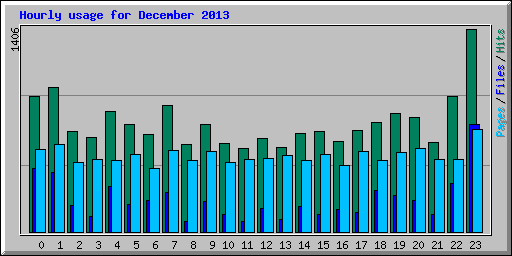 Hourly usage for December 2013
1406
Pages / Files / Hits
0 1 2 3 4 5 6 7 8 9 10 11 12 13 14 15 16 17 18 19 20 21 22 23